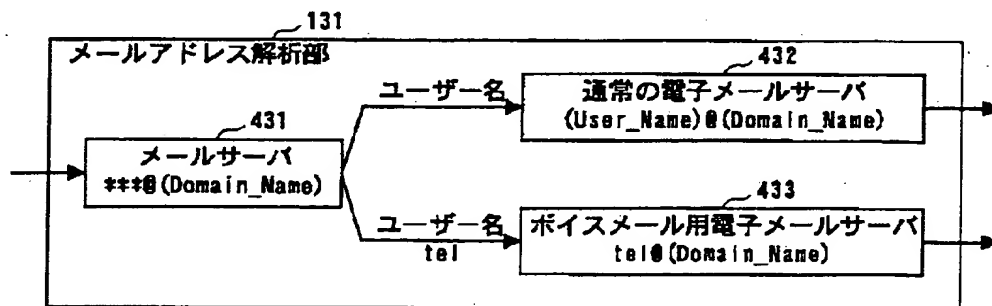 131
メールアドレス解析部
432
ユーザー名
通常の電子メールサーバ
(User_Name)@(Domain_Name)
431
メールサーバ
***@(Domain_Name)
433
ユーザー名
tel
ボイスメール用電子メールサーバ
tel@(Domain_Name)